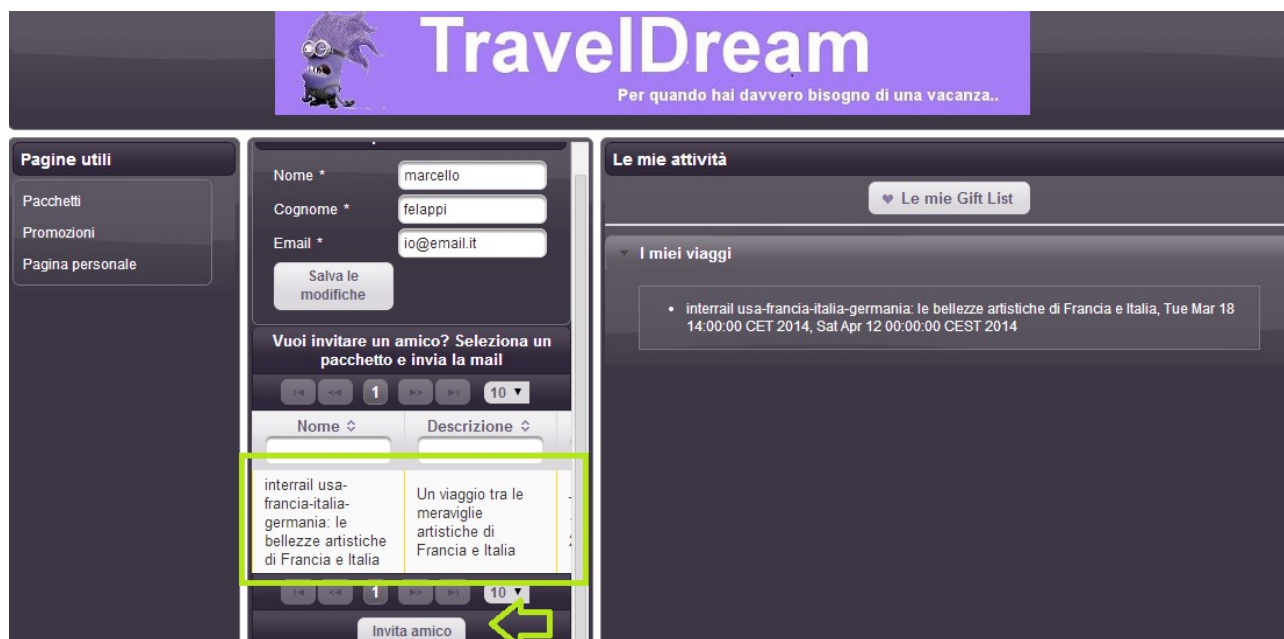 TravelDream
Per quando hai davvero bisogno di una vacanza..
Pagine utili
Pacchetti
Promozioni
Pagina personale
Nome * marcello
Cognome * felappi
Email * io@email.it
Salva le
modifiche
Vuoi invitare un amico? Seleziona un
pacchetto e invia la mail
1 10
Nome Descrizione
interrail usa-
francia-italia-
germania: le
bellezze artistiche
di Francia e Italia
Un viaggio tra le
meraviglie
artistiche di
Francia e Italia
1 10
Invita amico
Le mie attività
Le mie Gift List
I miei viaggi
interrail usa-francia-italia-germania: le bellezze artistiche di Francia e Italia, Tue Mar 18
14:00:00 CET 2014, Sat Apr 12 00:00:00 CEST 2014